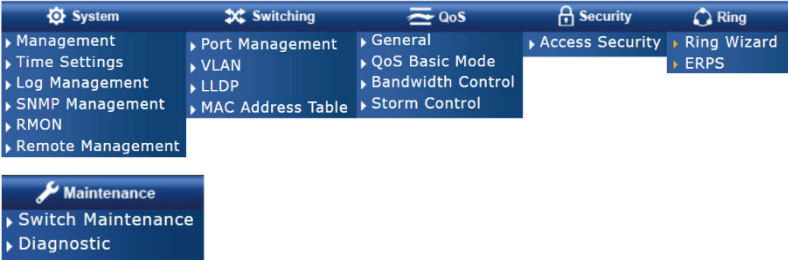 System
Management
Time Settings
Log Management
SNMP Management
RMON
Remote Management
Switching
Port Management
VLAN
LLDP
MAC Address Table
QoS
General
QoS Basic Mode
Bandwidth Control
Storm Control
Security
Access Security
Ring
Ring Wizard
ERPS
Maintenance
Switch Maintenance
Diagnostic